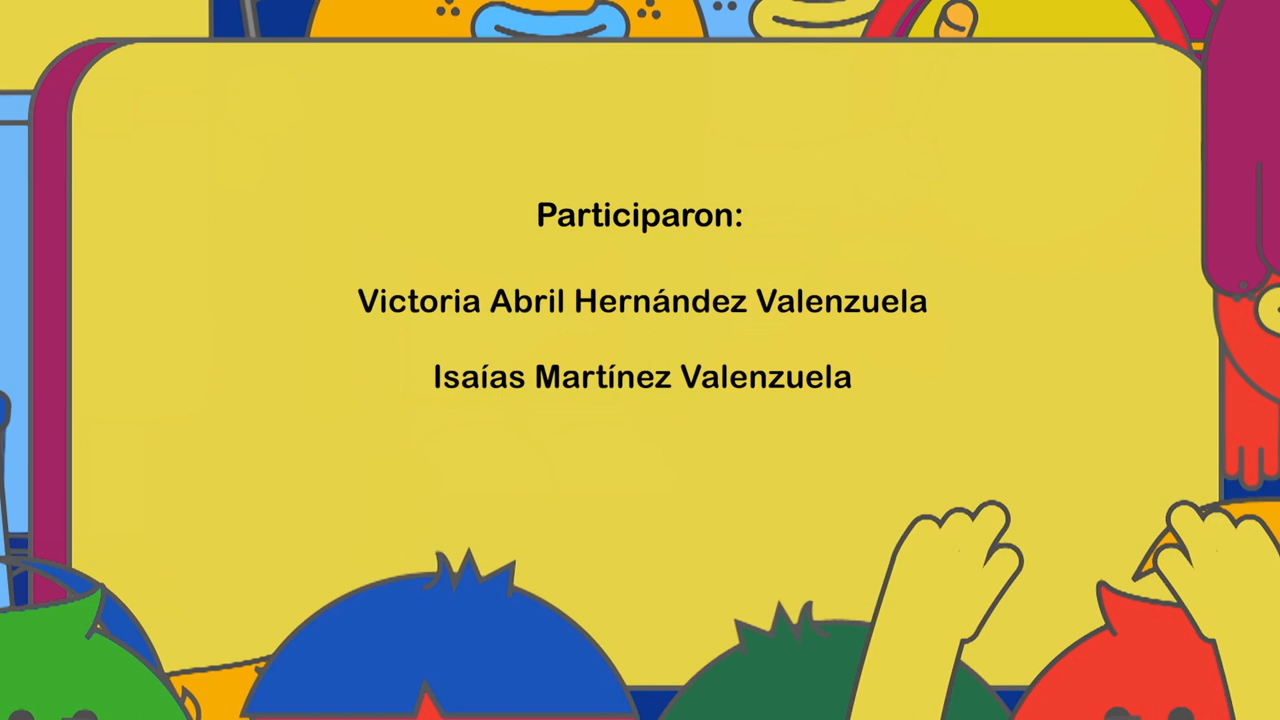 Participaron:
Victoria Abril Hernández Valenzuela
Isaías Martínez Valenzuela